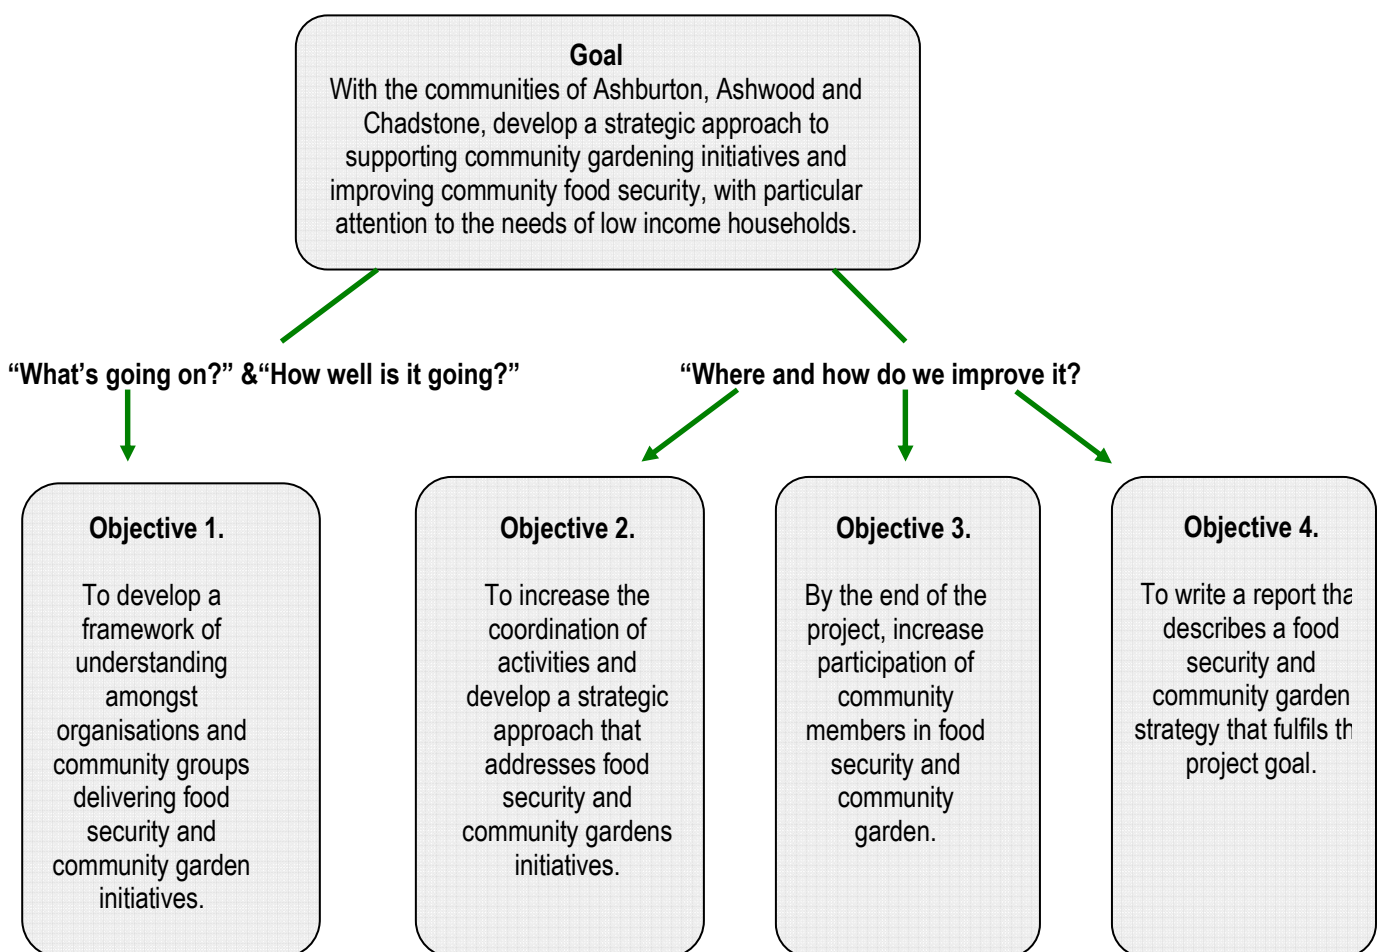 Goal
With the communities of Ashburton, Ashwood and
Chadstone, develop a strategic approach to
supporting community gardening initiatives and
improving community food security, with particular
attention to the needs of low income households.
“What’s going on?” &“How well is it going?”
“Where and how do we improve it?
Objective 1.
To develop a
framework of
understanding
amongst
organisations and
community groups
delivering food
security and
community garden
initiatives.
Objective 2.
To increase the
coordination of
activities and
develop a strategic
approach that
addresses food
security and
community gardens
initiatives.
Objective 3.
By the end of the
project, increase
participation of
community
members in food
security and
community
garden.
Objective 4.
To write a report tha
describes a food
security and
community garden
strategy that fulfils th
project goal.